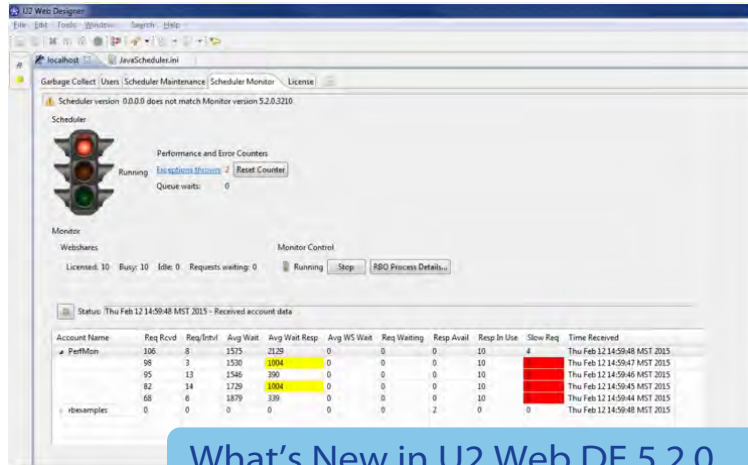 U2 Web Designer
File Edit Tools Window Search Help
localhost JavaScheduler.ini
Garbage Collect Users Scheduler Maintenance Scheduler Monitor License
Scheduler version 0.0.0.0 does not match Monitor version 5.2.0.3210
Scheduler
Performance and Error Counters
Running Exceptions thrown 2 Reset Counter
Queue waits: 0
Monitor
Webshares Monitor Control
Licensed: 10 Busy: 10 Idle: 0 Requests waiting: 0 Running Stop RBO Process Details...
Status: Thu Feb 12 14:59:48 MST 2015 - Received account data
Account Name Req Rcvd Req/Intvl Avg Wait Avg Wait Resp Avg WS Wait Req Waiting Resp Avail Resp In Use Slow Req Time Received
PerfMon 106 8 1575 2129 0 0 0 10 4 Thu Feb 12 14:59:48 MST 2015
98 3 1530 1004 0 0 0 10 Thu Feb 12 14:59:47 MST 2015
95 13 1546 390 0 0 0 10 Thu Feb 12 14:59:46 MST 2015
82 14 1729 1004 0 0 0 10 Thu Feb 12 14:59:45 MST 2015
68 6 1879 339 0 0 0 10 Thu Feb 12 14:59:44 MST 2015
rbexamples 0 0 0 0 0 0 2 0 0 Thu Feb 12 14:59:48 MST 2015
What's New in U2 Web DE 5.2.0